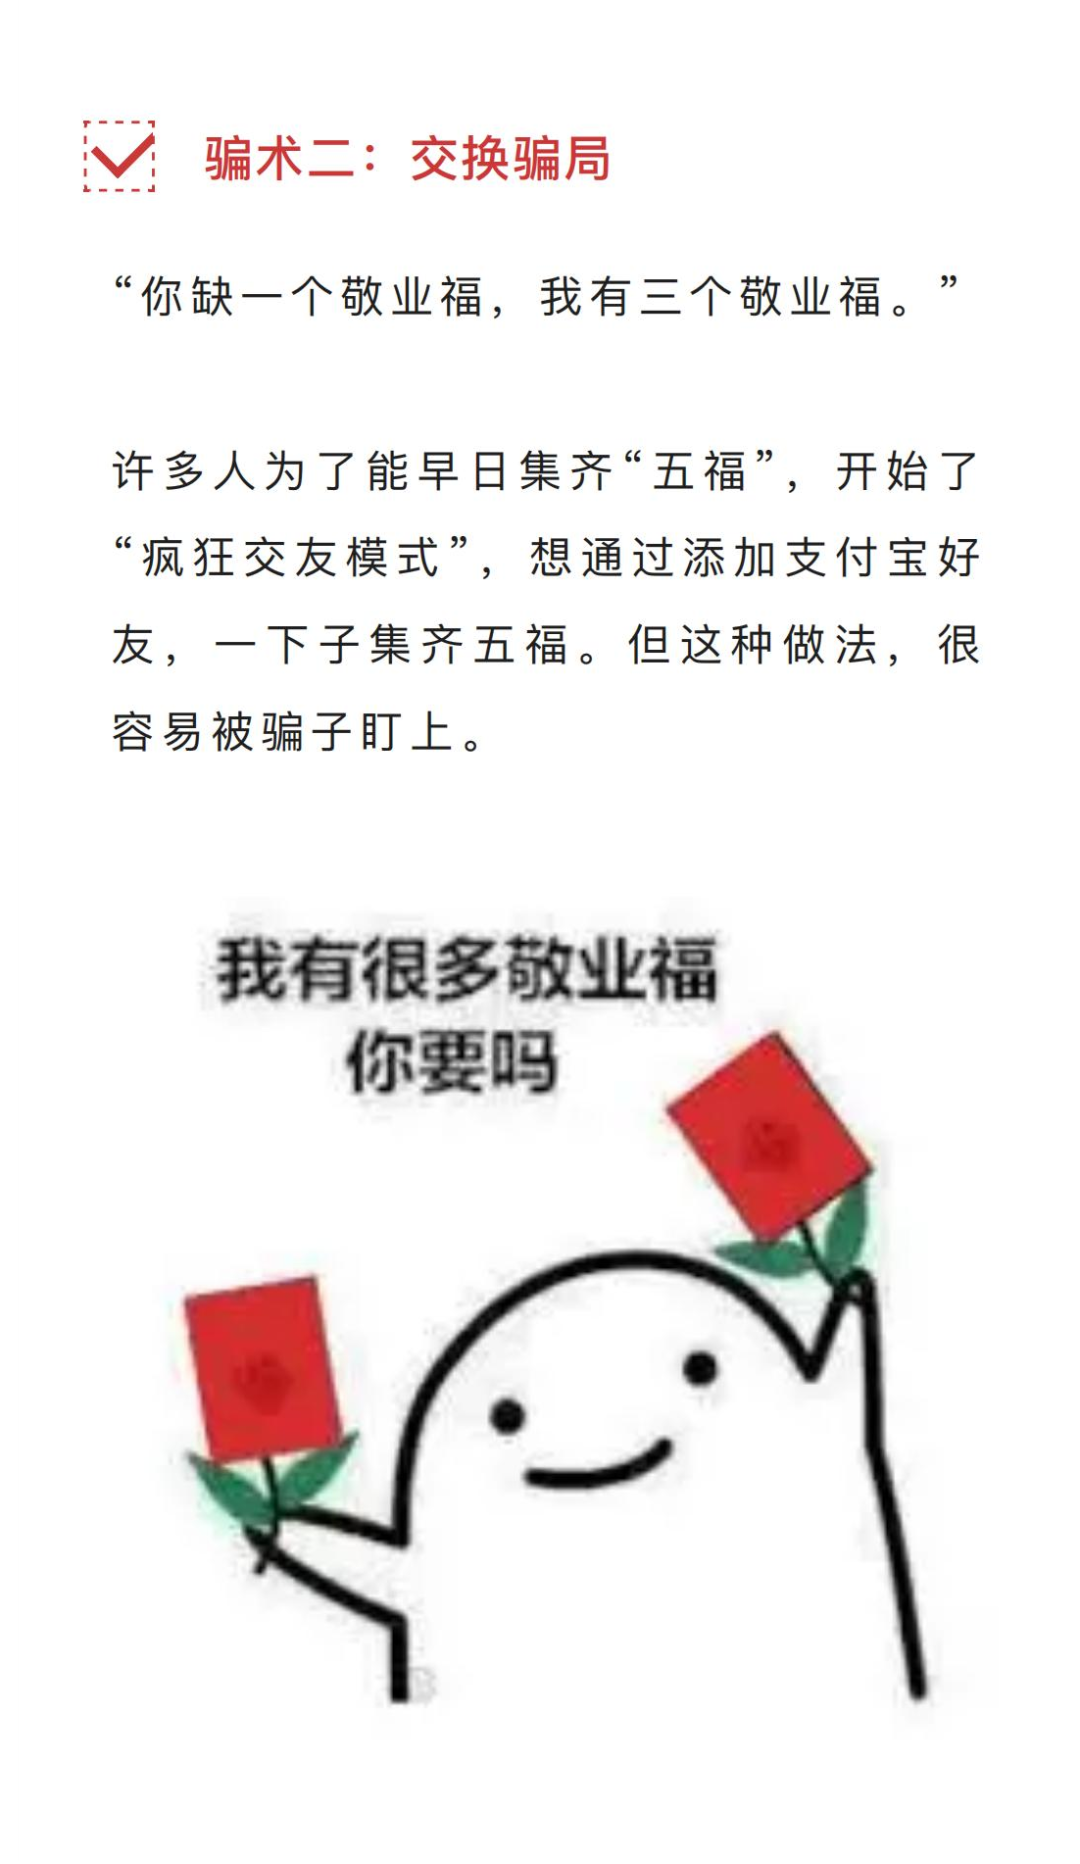 骗术二：交换骗局
“你缺一个敬业福，我有三个敬业福。”
许多人为了能早日集齐“五福”，开始了
“疯狂交友模式”，想通过添加支付宝好
友，一下子集齐五福。但这种做法，很
容易被骗子盯上。
我有很多敬业福
你要吗